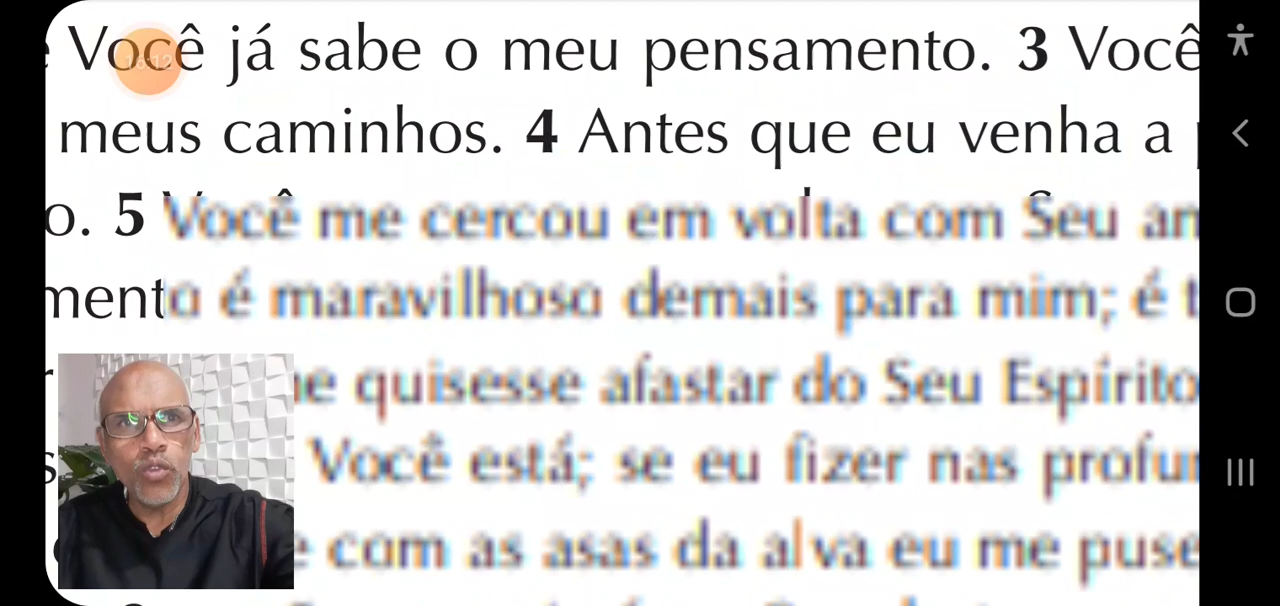 Você já sabe o meu pensamento. 3 Você
meus caminhos. 4 Antes que eu venha a
o. 5 Você me cercou em volta com Seu
mento é maravilhoso demais para mim; é
quisesse afastar do Seu Espírito
Você está; se eu fizer nas
com as asas da alva eu me